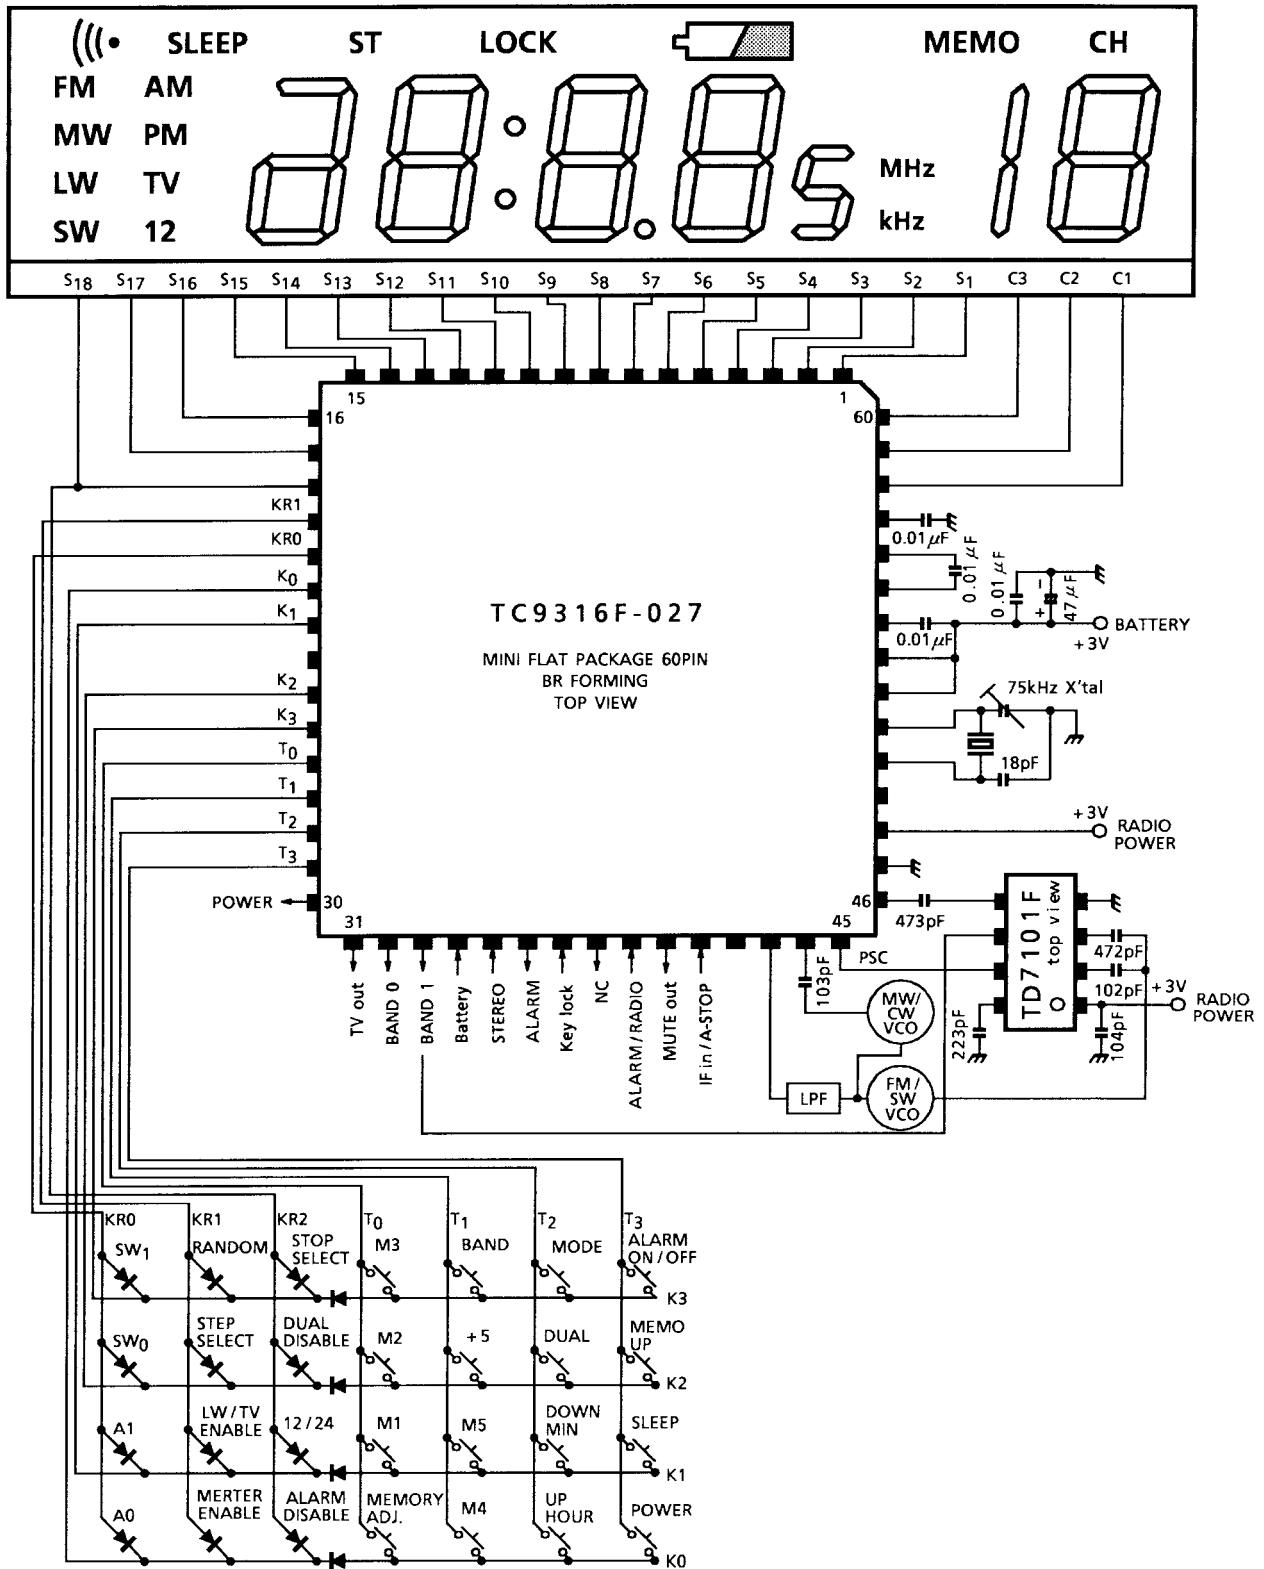 SLEEP ST LOCK MEMO CH
FM AM
MW PM
LW TV
SW 12
MHz
kHz
S18 S17 S16 S15 S14 S13 S12 S11 S10 S9 S8 S7 S6 S5 S4 S3 S2 S1 C3 C2 C1
15 1
16 60
KR1
KR0
K0
K1
K2
K3
T0
T1
T2
T3
POWER 30
31
46
45
TC9316F-027
MINI FLAT PACKAGE 60PIN
BR FORMING
TOP VIEW
0.01μF
0.01μF
0.01μF
0.01μF
- +
47μF
BATTERY
+3V
75kHz X'tal
18pF
+3V
RADIO
POWER
473pF
TD7101F
top view
472pF
102pF
+3V
RADIO
POWER
104pF
223pF
PSC
103pF
MW/
CW
VCO
FM/
SW
VCO
LPF
TV out
BAND 0
BAND 1
Battery
STEREO
ALARM
Key lock
NC
ALARM/RADIO
MUTE out
IF in/A-STOP
KR0 KR1 KR2 T0 T1 T2 T3
SW1 RANDOM STOP SELECT M3 BAND MODE ALARM ON/OFF K3
SW0 STEP SELECT DUAL DISABLE M2 +5 DUAL MEMO UP K2
A1 LW/TV ENABLE 12/24 M1 M5 DOWN MIN SLEEP K1
A0 MERTER ENABLE ALARM DISABLE MEMORY ADJ. M4 UP HOUR POWER K0